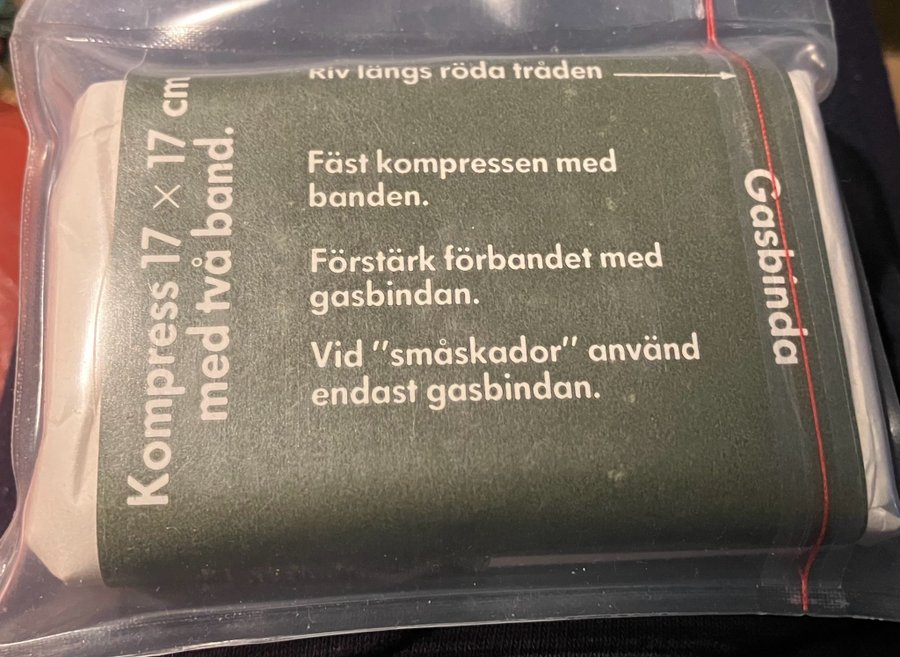 Riv längs röda tråden
Kompress 17 × 17 cm
med två band.
Fäst kompressen med
banden.
Förstärk förbandet med
gasbindan.
Vid "småskador" använd
endast gasbindan.
Gasbinda